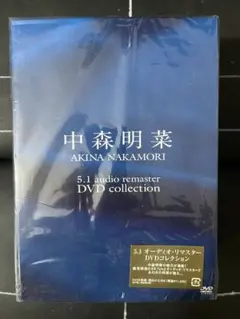 中森明菜
AKINA NAKAMORI
5.1 audio remaster
DVD collection
5.1 オーディオ・リマスター
DVDコレクション
DVD